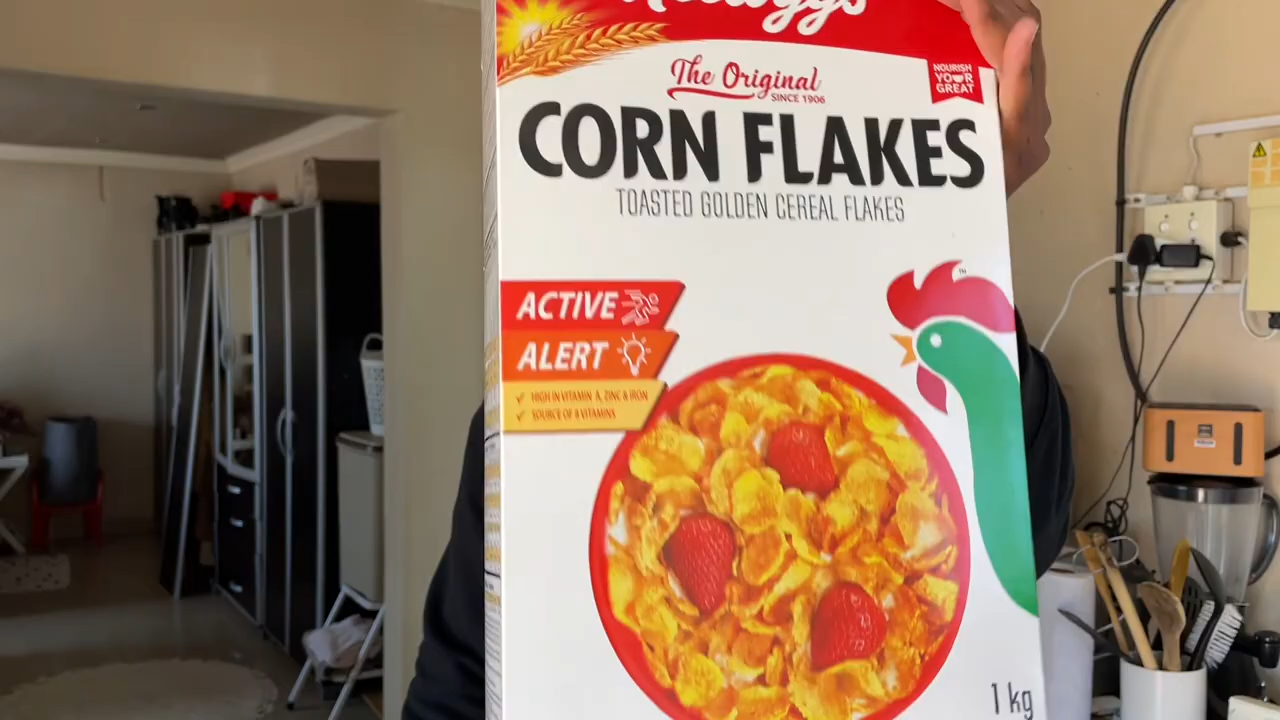 Kellogg's
The Original
SINCE 1906
NOURISH
YOUR
GREAT
CORN FLAKES
TOASTED GOLDEN CEREAL FLAKES
ACTIVE
ALERT
HIGH IN VITAMIN A, ZINC & IRON
SOURCE OF 8 VITAMINS
1 kg